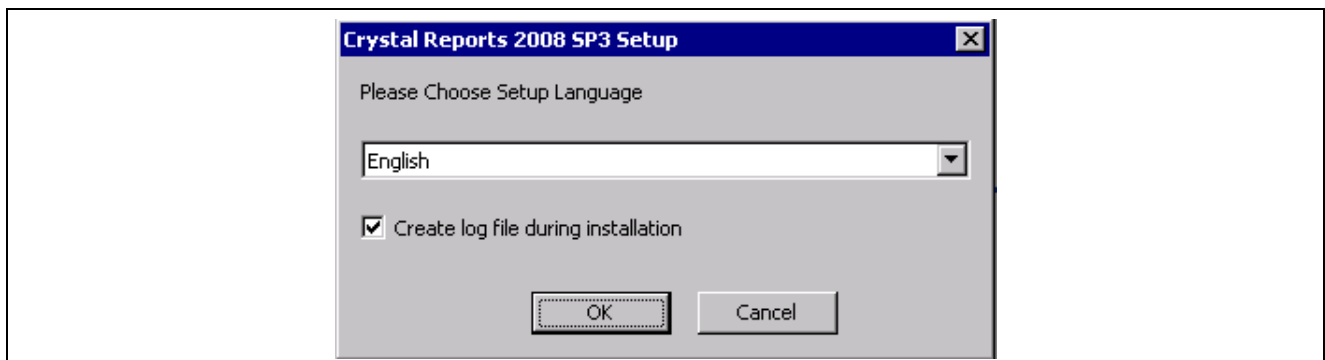 Crystal Reports 2008 SP3 Setup
Please Choose Setup Language
English
Create log file during installation
OK Cancel